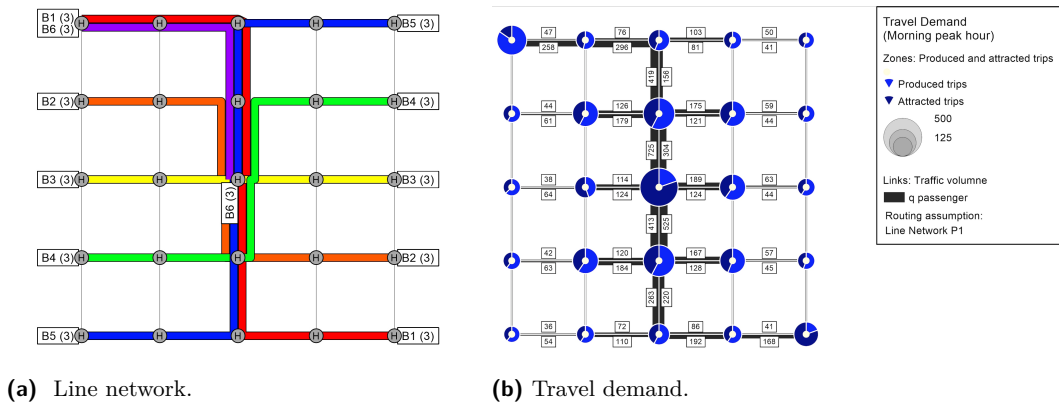 B1 (3)
B6 (3)
B5 (3)
B2 (3)
B4 (3)
B3 (3)
B3 (3)
B6 (3)
B4 (3)
B2 (3)
B5 (3)
B1 (3)
H H H H H
H H H H H
H H H H H
H H H H H
H H H H H
(a) Line network.
47 76 103 50
258 296 81 41
419 156
44 126 175 59
61 179 121 44
725 304
38 114 189 63
64 124 124 44
413 525
42 120 167 57
63 184 128 45
263 220
36 72 86 41
54 110 192 168
(b) Travel demand.
Travel Demand
(Morning peak hour)
Zones: Produced and attracted trips
Produced trips
Attracted trips
500
125
Links: Traffic volumne
q passenger
Routing assumption:
Line Network P1